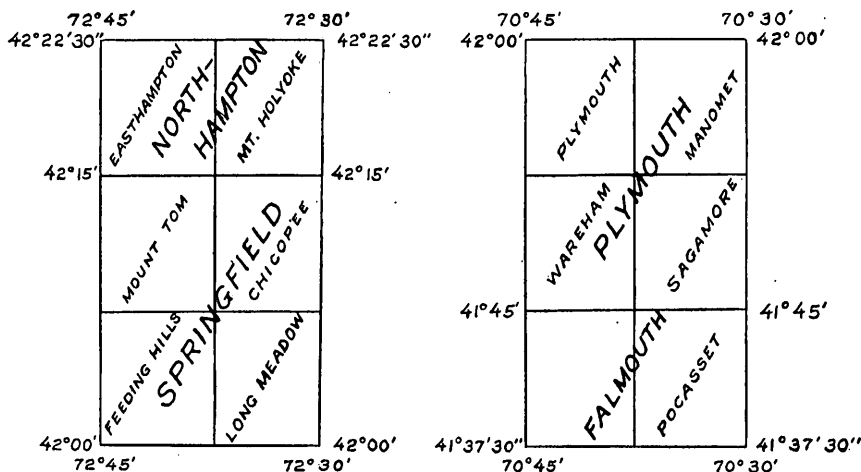 72°45' 72°30'
42°22'30" 42°22'30"
EASTHAMPTON
NORTH-
HAMPTON
MT. HOLYOKE
42°15' 42°15'
MOUNT TOM
SPRINGFIELD
CHICOPEE
FEEDING HILLS
LONG MEADOW
42°00' 42°00'
72°45' 72°30'
70°45' 70°30'
42°00' 42°00'
PLYMOUTH
PLYMOUTH
MANOMET
WAREHAM
SAGAMORE
41°45' 41°45'
FALMOUTH
POCASSET
41°37'30" 41°37'30"
70°45' 70°30'